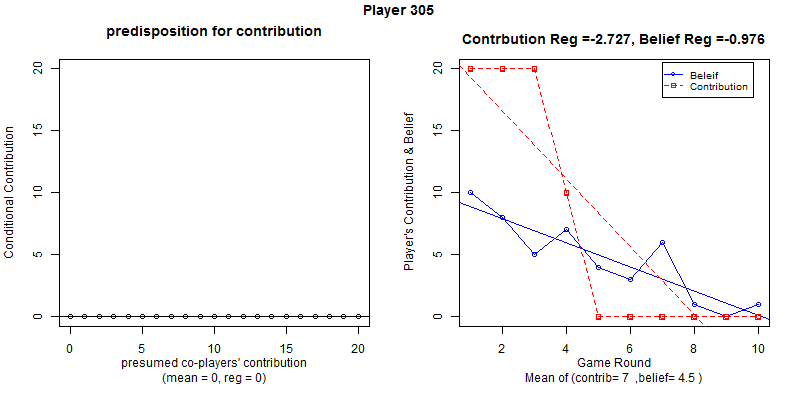 Player 305
predisposition for contribution
Conditional Contribution
20
15
10
5
0
0 5 10 15 20
presumed co-players' contribution
(mean = 0, reg = 0)
Contrbution Reg =-2.727, Belief Reg =-0.976
Player's Contribution & Belief
20
15
10
5
0
Beleif
Contribution
2 4 6 8 10
Game Round
Mean of (contrib= 7 ,belief= 4.5 )